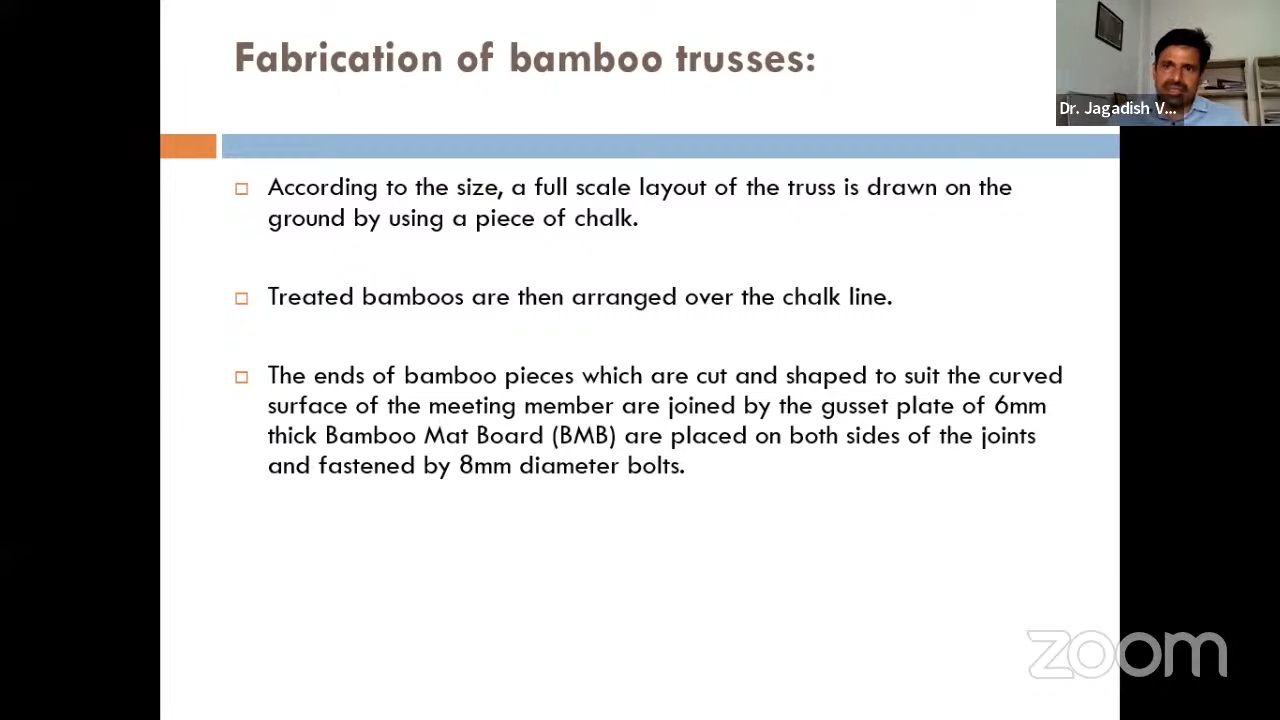 Fabrication of bamboo trusses:
Dr. Jagadish V...
According to the size, a full scale layout of the truss is drawn on the
ground by using a piece of chalk.
Treated bamboos are then arranged over the chalk line.
The ends of bamboo pieces which are cut and shaped to suit the curved
surface of the meeting member are joined by the gusset plate of 6mm
thick Bamboo Mat Board (BMB) are placed on both sides of the joints
and fastened by 8mm diameter bolts.
zoom